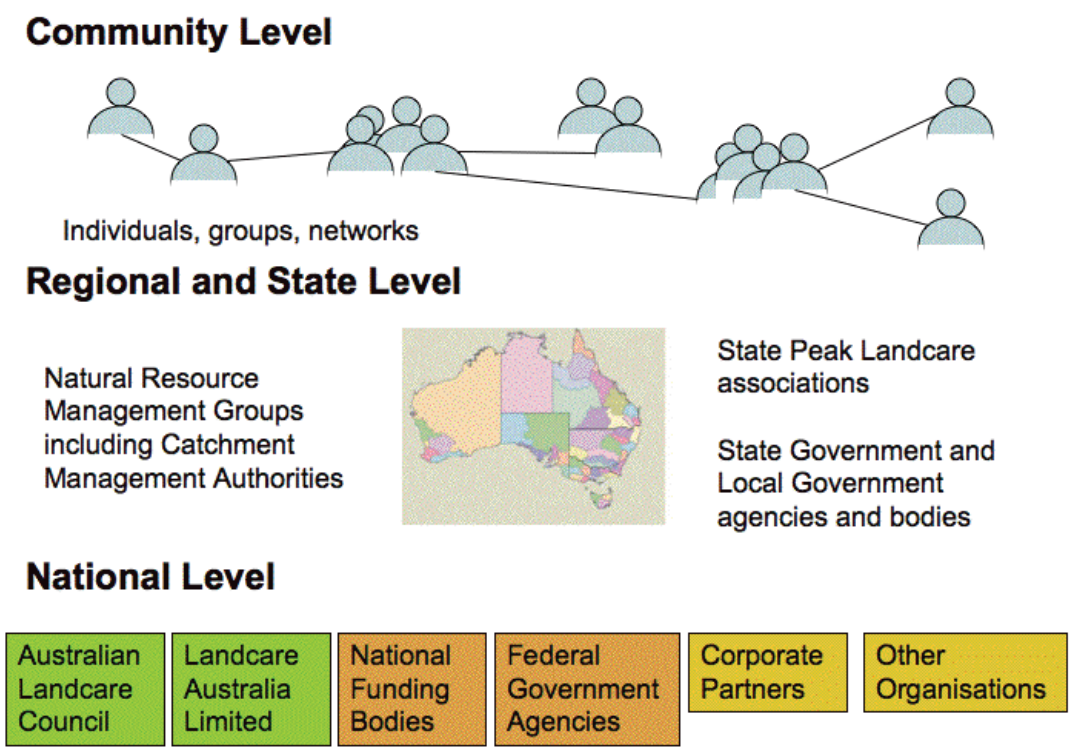 Community Level
Individuals, groups, networks
Regional and State Level
Natural Resource
Management Groups
including Catchment
Management Authorities
State Peak Landcare
associations
State Government and
Local Government
agencies and bodies
National Level
Australian
Landcare
Council
Landcare
Australia
Limited
National
Funding
Bodies
Federal
Government
Agencies
Corporate
Partners
Other
Organisations